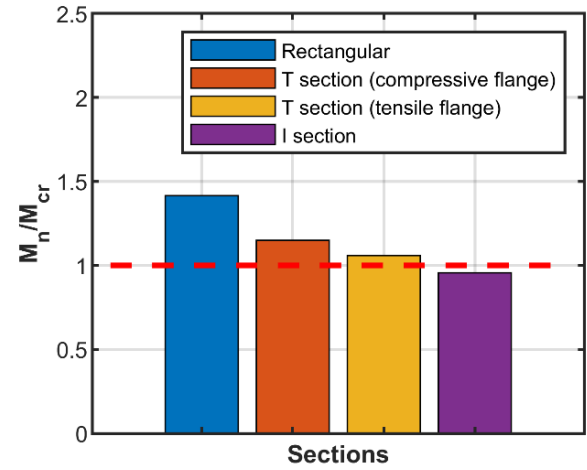 2.5
2
1.5
1
0.5
0
Mn/Mcr
Rectangular
T section (compressive flange)
T section (tensile flange)
I section
Sections